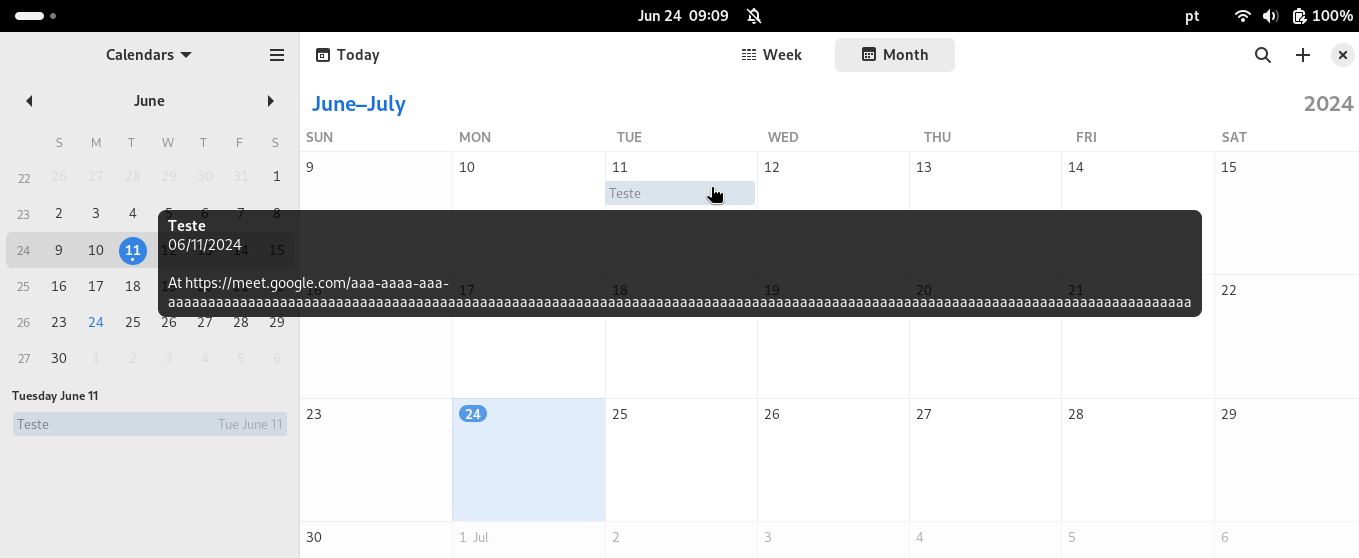 Jun 24 09:09
pt
100%
Calendars
Today
Week
Month
June
June–July
2024
S M T W T F S
22 26 27 28 29 30 31 1
23 2 3 4 5 6 7 8
24 9 10 11 12 13 14 15
25 16 17 18
26 23 24 25 26 27 28 29
27 30 1 2 3 4 5 6
Tuesday June 11
Teste Tue June 11
SUN MON TUE WED THU FRI SAT
9 10 11 12 13 14 15
Teste
Teste
06/11/2024
At https://meet.google.com/aaa-aaaa-aaa-
16 17 18 19 20 21 22
23 24 25 26 27 28 29
30 1 Jul 2 3 4 5 6